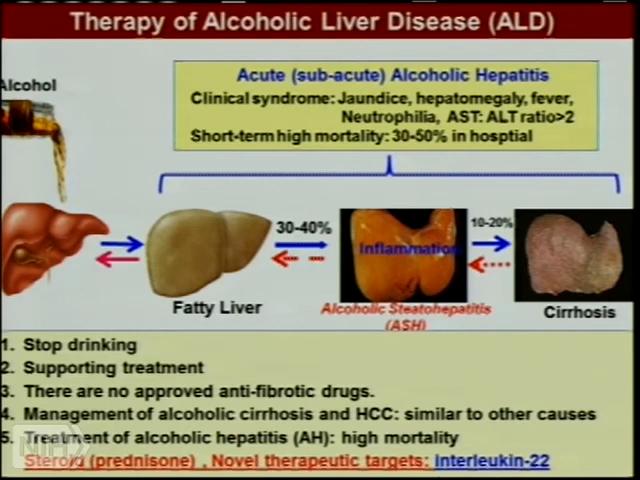 Therapy of Alcoholic Liver Disease (ALD)
Acute (sub-acute) Alcoholic Hepatitis
Alcohol
Clinical syndrome: Jaundice, hepatomegaly, fever,
Neutrophilia, AST: ALT ratio>2
Short-term high mortality: 30-50% in hosptial
30-40%
10-20%
Inflammation
Fatty Liver
Alcoholic Steatohepatitis
(ASH)
Cirrhosis
1. Stop drinking
2. Supporting treatment
3. There are no approved anti-fibrotic drugs.
4. Management of alcoholic cirrhosis and HCC: similar to other causes
5. Treatment of alcoholic hepatitis (AH): high mortality
NIH
Steroid (prednisone) , Novel therapeutic targets: interleukin-22